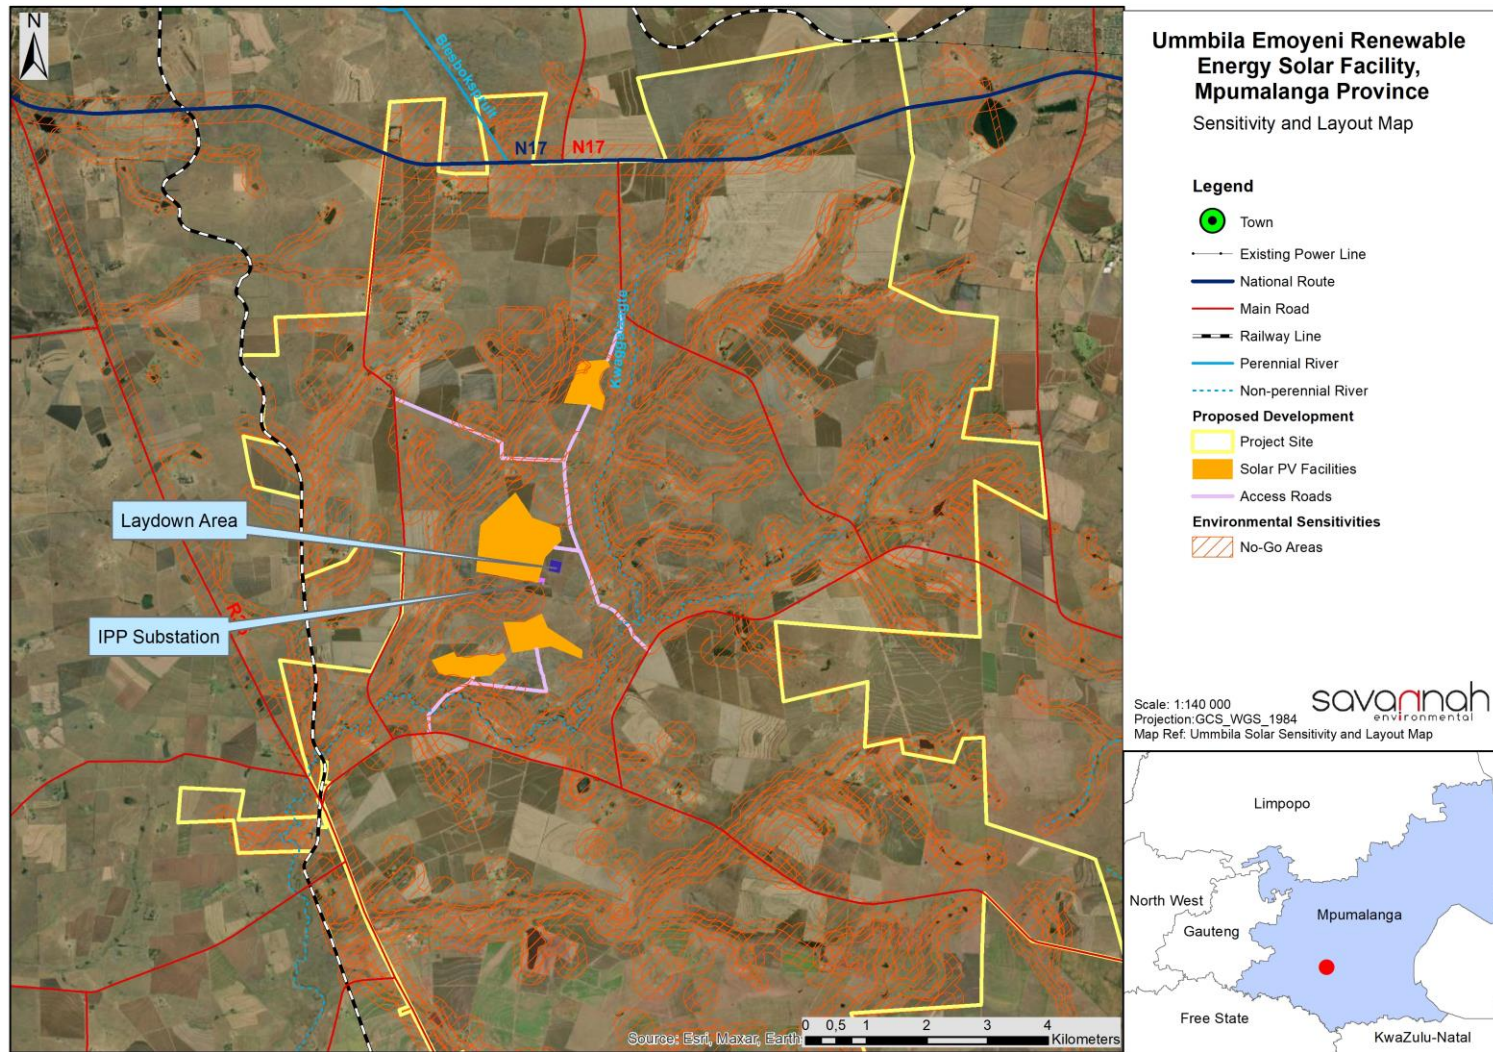 N
Blesbokspruit
N17
N17
Kwaggalaagte
Laydown Area
IPP Substation
Source: Esri, Maxar, Earth
0 0,5 1 2 3 4
Kilometers
Ummbila Emoyeni Renewable
Energy Solar Facility,
Mpumalanga Province
Sensitivity and Layout Map
Legend
Town
Existing Power Line
National Route
Main Road
Railway Line
Perennial River
Non-perennial River
Proposed Development
Project Site
Solar PV Facilities
Access Roads
Environmental Sensitivities
No-Go Areas
Scale: 1:140 000
Projection:GCS_WGS_1984
Map Ref: Ummbila Solar Sensitivity and Layout Map
savannah
environmental
Limpopo
North West
Gauteng
Mpumalanga
Free State
KwaZulu-Natal